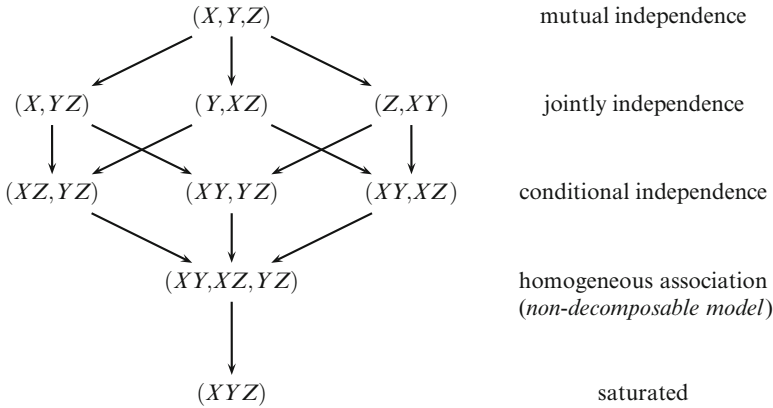 (X,Y,Z) mutual independence
(X,YZ) (Y,XZ) (Z,XY) jointly independence
(XZ,YZ) (XY,YZ) (XY,XZ) conditional independence
(XY,XZ,YZ) homogeneous association
(non-decomposable model)
(XYZ) saturated